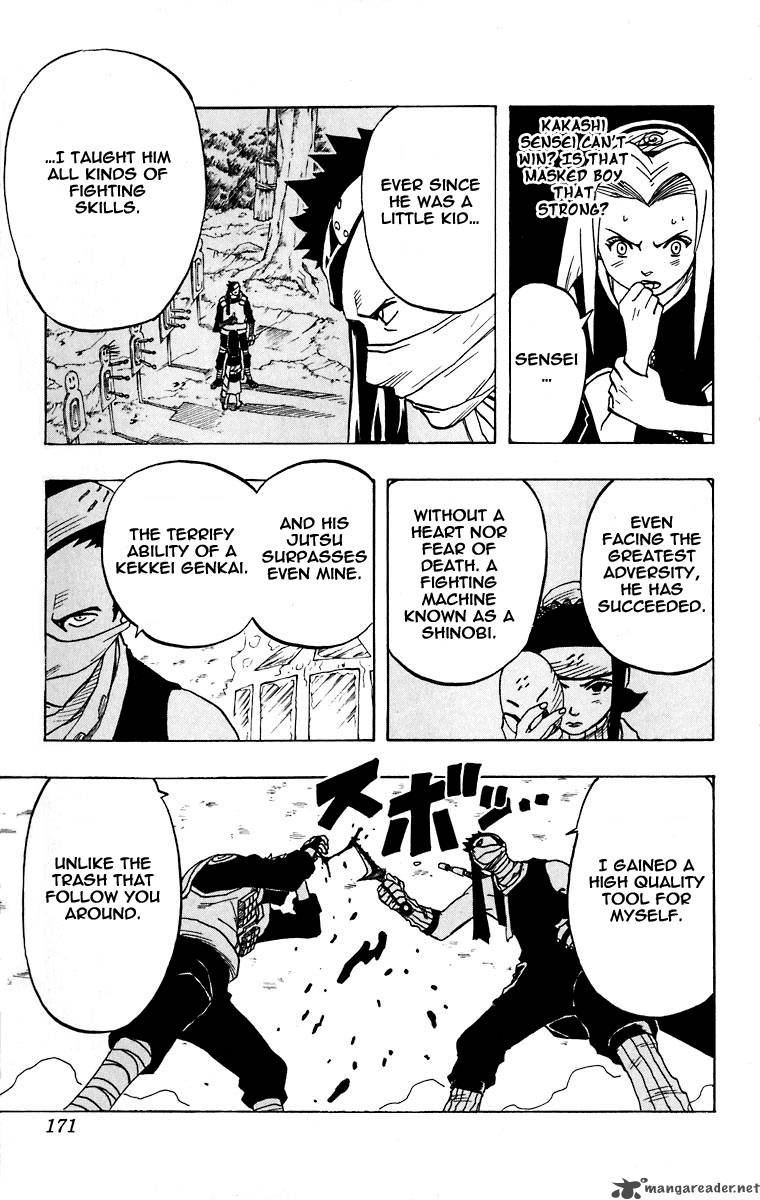 KAKASHI
SENSEI CAN'T
WIN? IS THAT
MASKED BOY
THAT
STRONG?
SENSEI
...
EVER SINCE
HE WAS A
LITTLE KID...
...I TAUGHT HIM
ALL KINDS OF
FIGHTING
SKILLS.
EVEN
FACING THE
GREATEST
ADVERSITY,
HE HAS
SUCCEEDED.
WITHOUT A
HEART NOR
FEAR OF
DEATH. A
FIGHTING
MACHINE
KNOWN AS A
SHINOBI.
AND HIS
JUTSU
SURPASSES
EVEN MINE.
THE TERRIFY
ABILITY OF A
KEKKEI GENKAI.
ズボッ
I GAINED A
HIGH QUALITY
TOOL FOR
MYSELF.
UNLIKE THE
TRASH THAT
FOLLOW YOU
AROUND.
171
mangareader.net